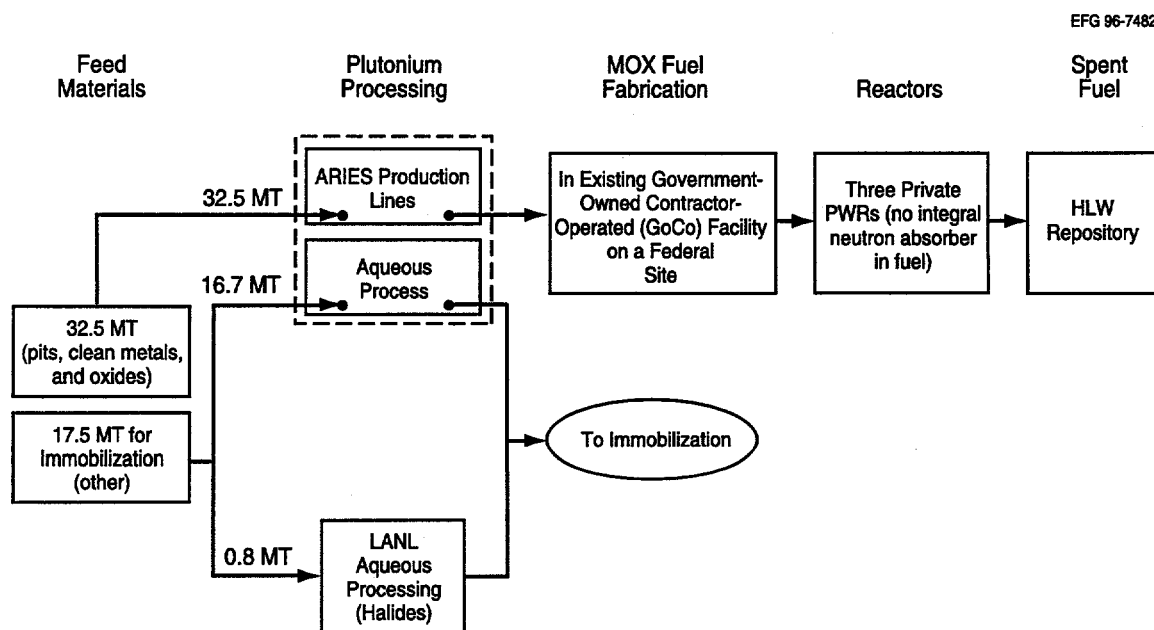 EFG 96-7482
Feed
Materials
Plutonium
Processing
MOX Fuel
Fabrication
Reactors
Spent
Fuel
32.5 MT
ARIES Production
Lines
In Existing Government-
Owned Contractor-
Operated (GoCo) Facility
on a Federal
Site
Three Private
PWRs (no integral
neutron absorber
in fuel)
HLW
Repository
16.7 MT
Aqueous
Process
32.5 MT
(pits, clean metals,
and oxides)
17.5 MT for
Immobilization
(other)
To Immobilization
0.8 MT
LANL
Aqueous
Processing
(Halides)